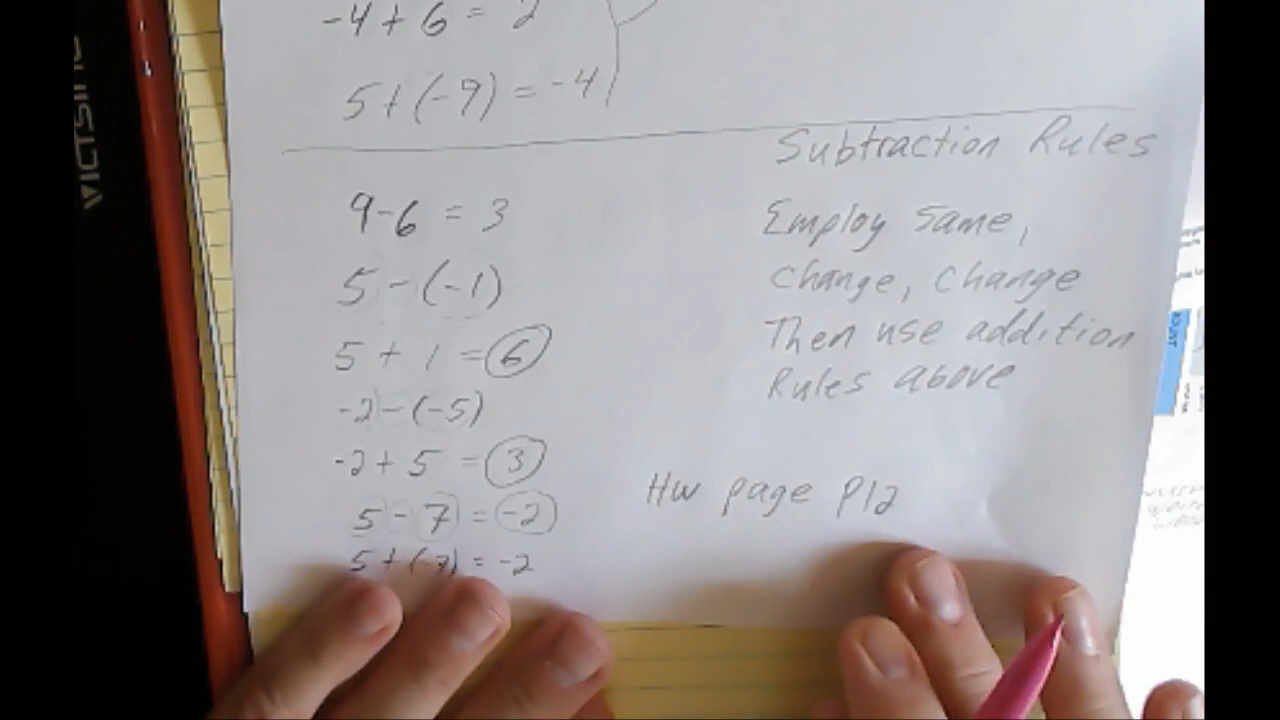 -4 + 6 = 2
5 + (-9) = -4
Subtraction Rules
9 - 6 = 3
Employ same,
5 - (-1)
change, change
5 + 1 = 6
Then use addition
Rules above
-2 - (-5)
-2 + 5 = 3
HW page P12
5 - 7 = -2
5 + (-7) = -2
VICTSING